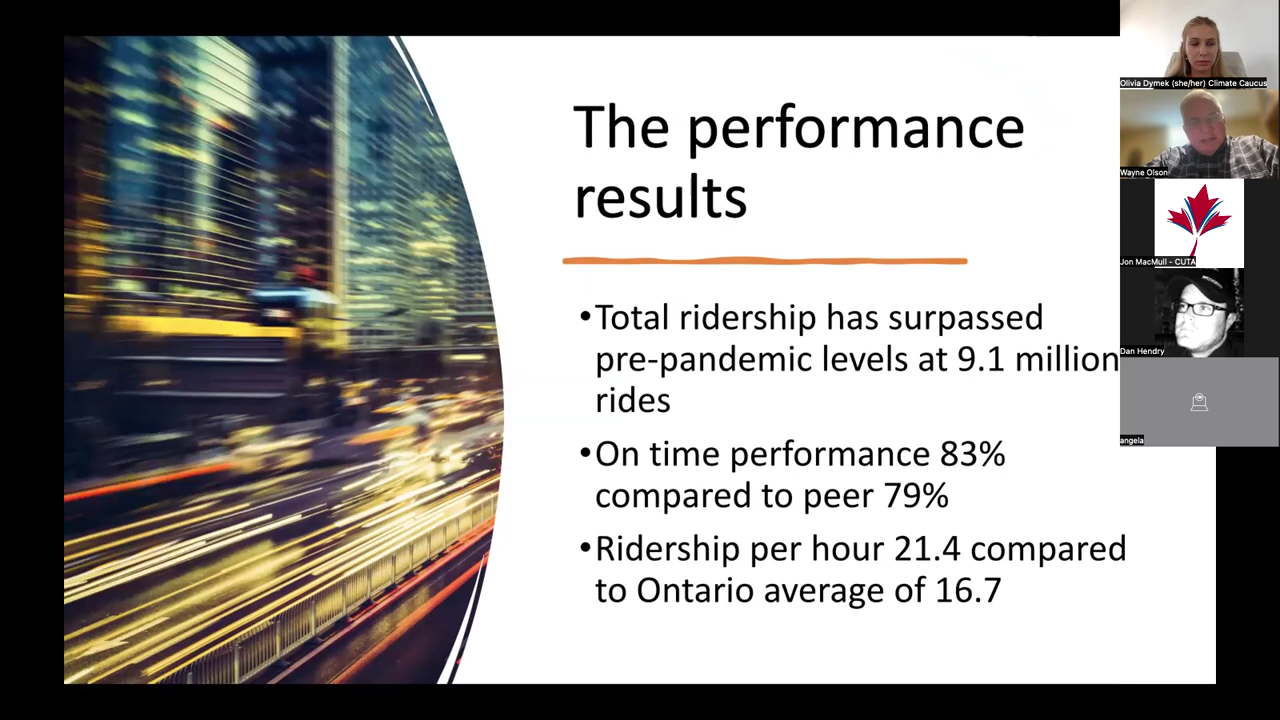 The performance
results
•Total ridership has surpassed
pre-pandemic levels at 9.1 million
rides
•On time performance 83%
compared to peer 79%
•Ridership per hour 21.4 compared
to Ontario average of 16.7
Olivia Dymek (she/her) Climate Caucus
Wayne Olson
Jon MacMull - CUTA
Dan Hendry
angela